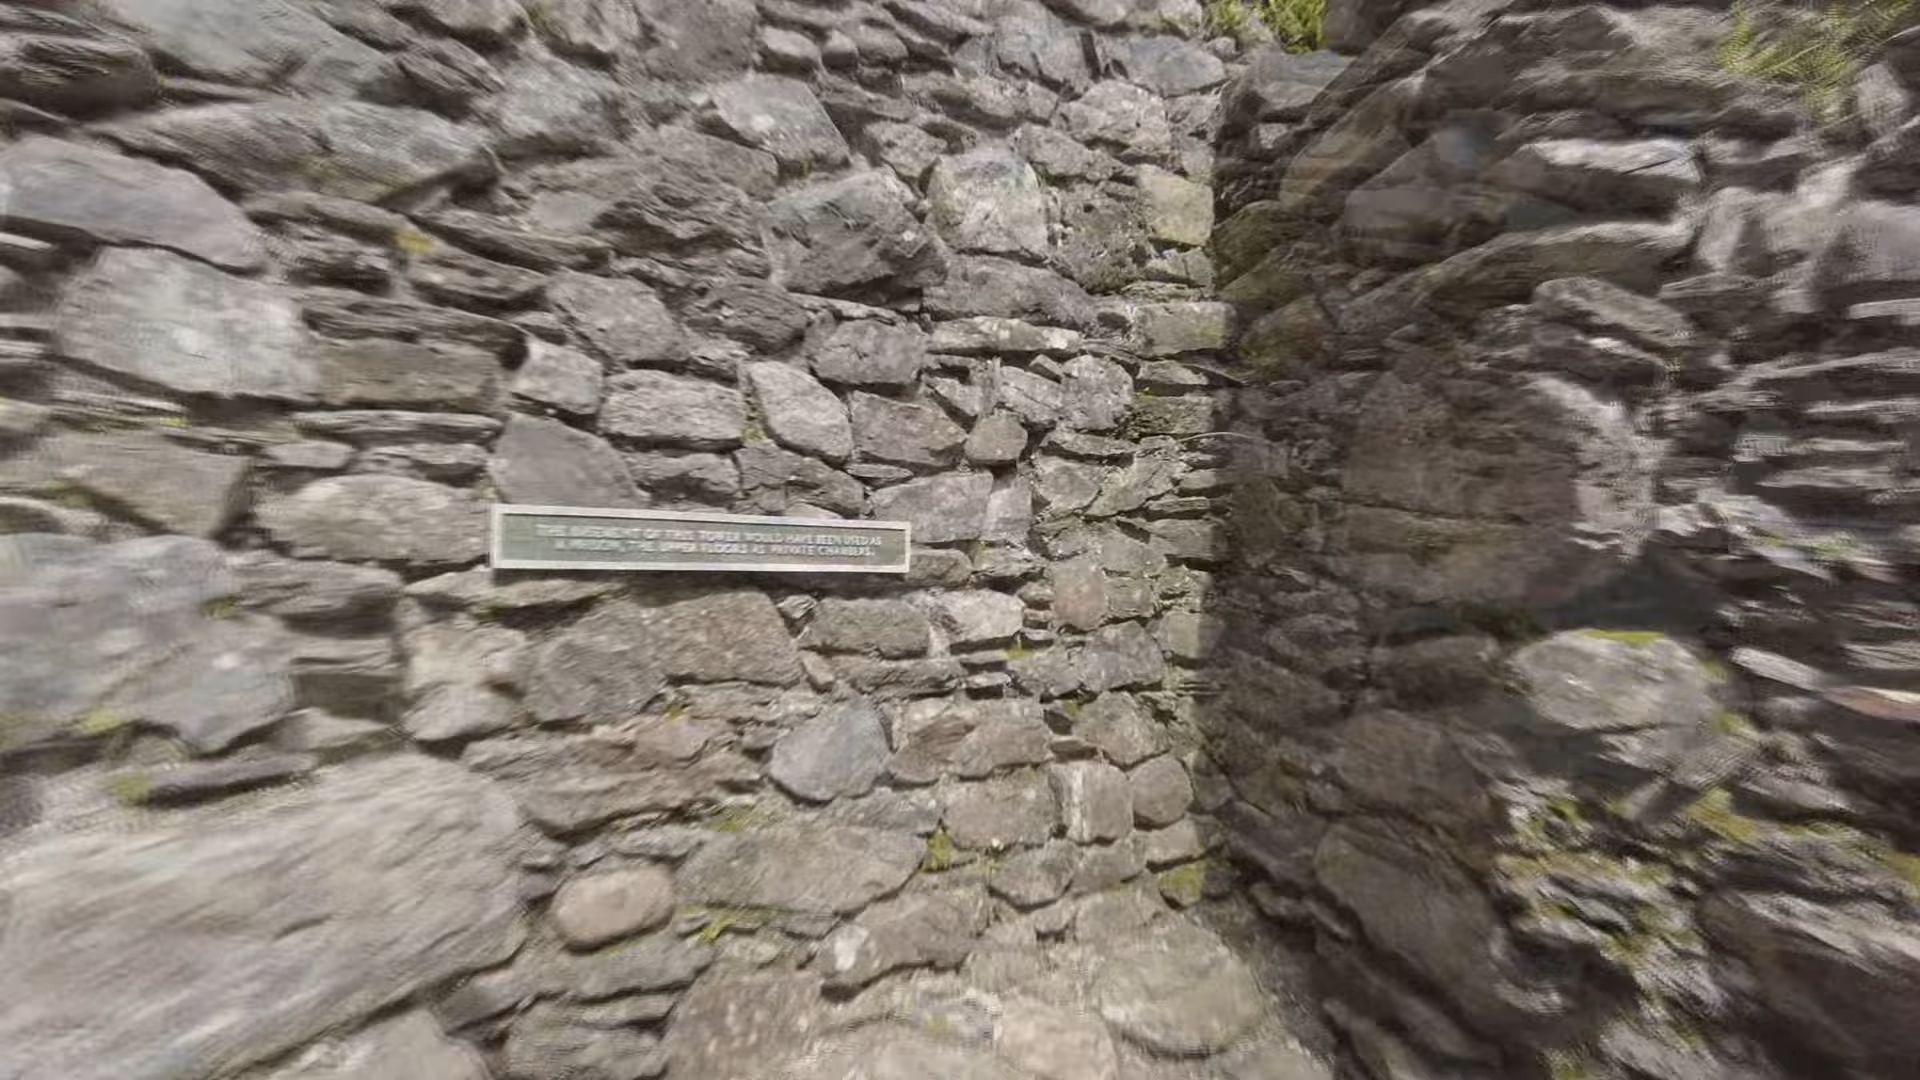 THE BASEMENT OF THIS TOWER WOULD HAVE BEEN USED AS
A PRISON, THE UPPER FLOORS AS PRIVATE CHAMBERS.